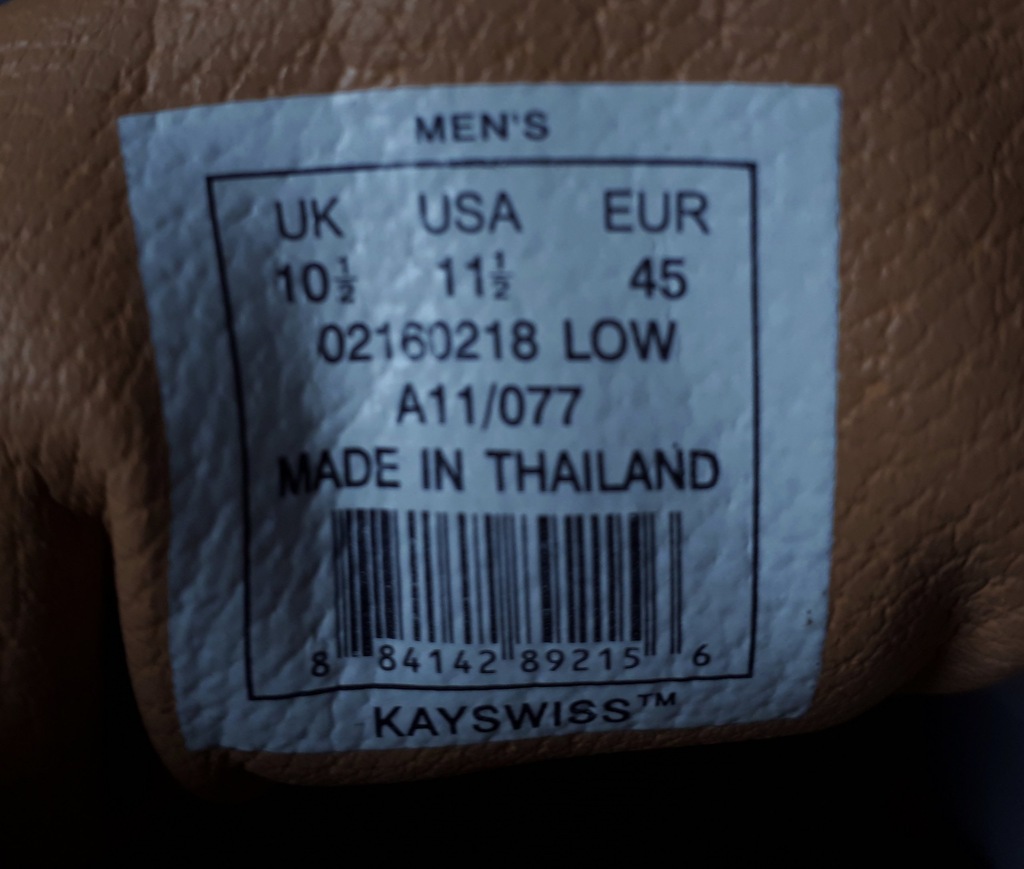 MEN'S
UK USA EUR
10½ 11½ 45
02160218 LOW
A11/077
MADE IN THAILAND
8 84142 89215 6
KAYSWISS™